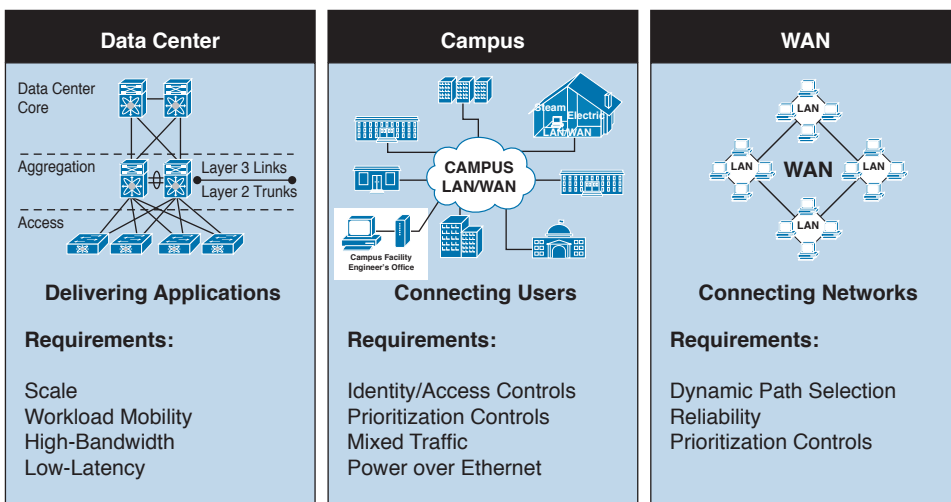 Data Center
Data Center
Core
Aggregation
Layer 3 Links
Layer 2 Trunks
Access
Delivering Applications
Requirements:
Scale
Workload Mobility
High-Bandwidth
Low-Latency
Campus
Steam
Electric
LAN/WAN
CAMPUS
LAN/WAN
Campus Facility
Engineer's Office
Connecting Users
Requirements:
Identity/Access Controls
Prioritization Controls
Mixed Traffic
Power over Ethernet
WAN
LAN
LAN
WAN
LAN
LAN
Connecting Networks
Requirements:
Dynamic Path Selection
Reliability
Prioritization Controls